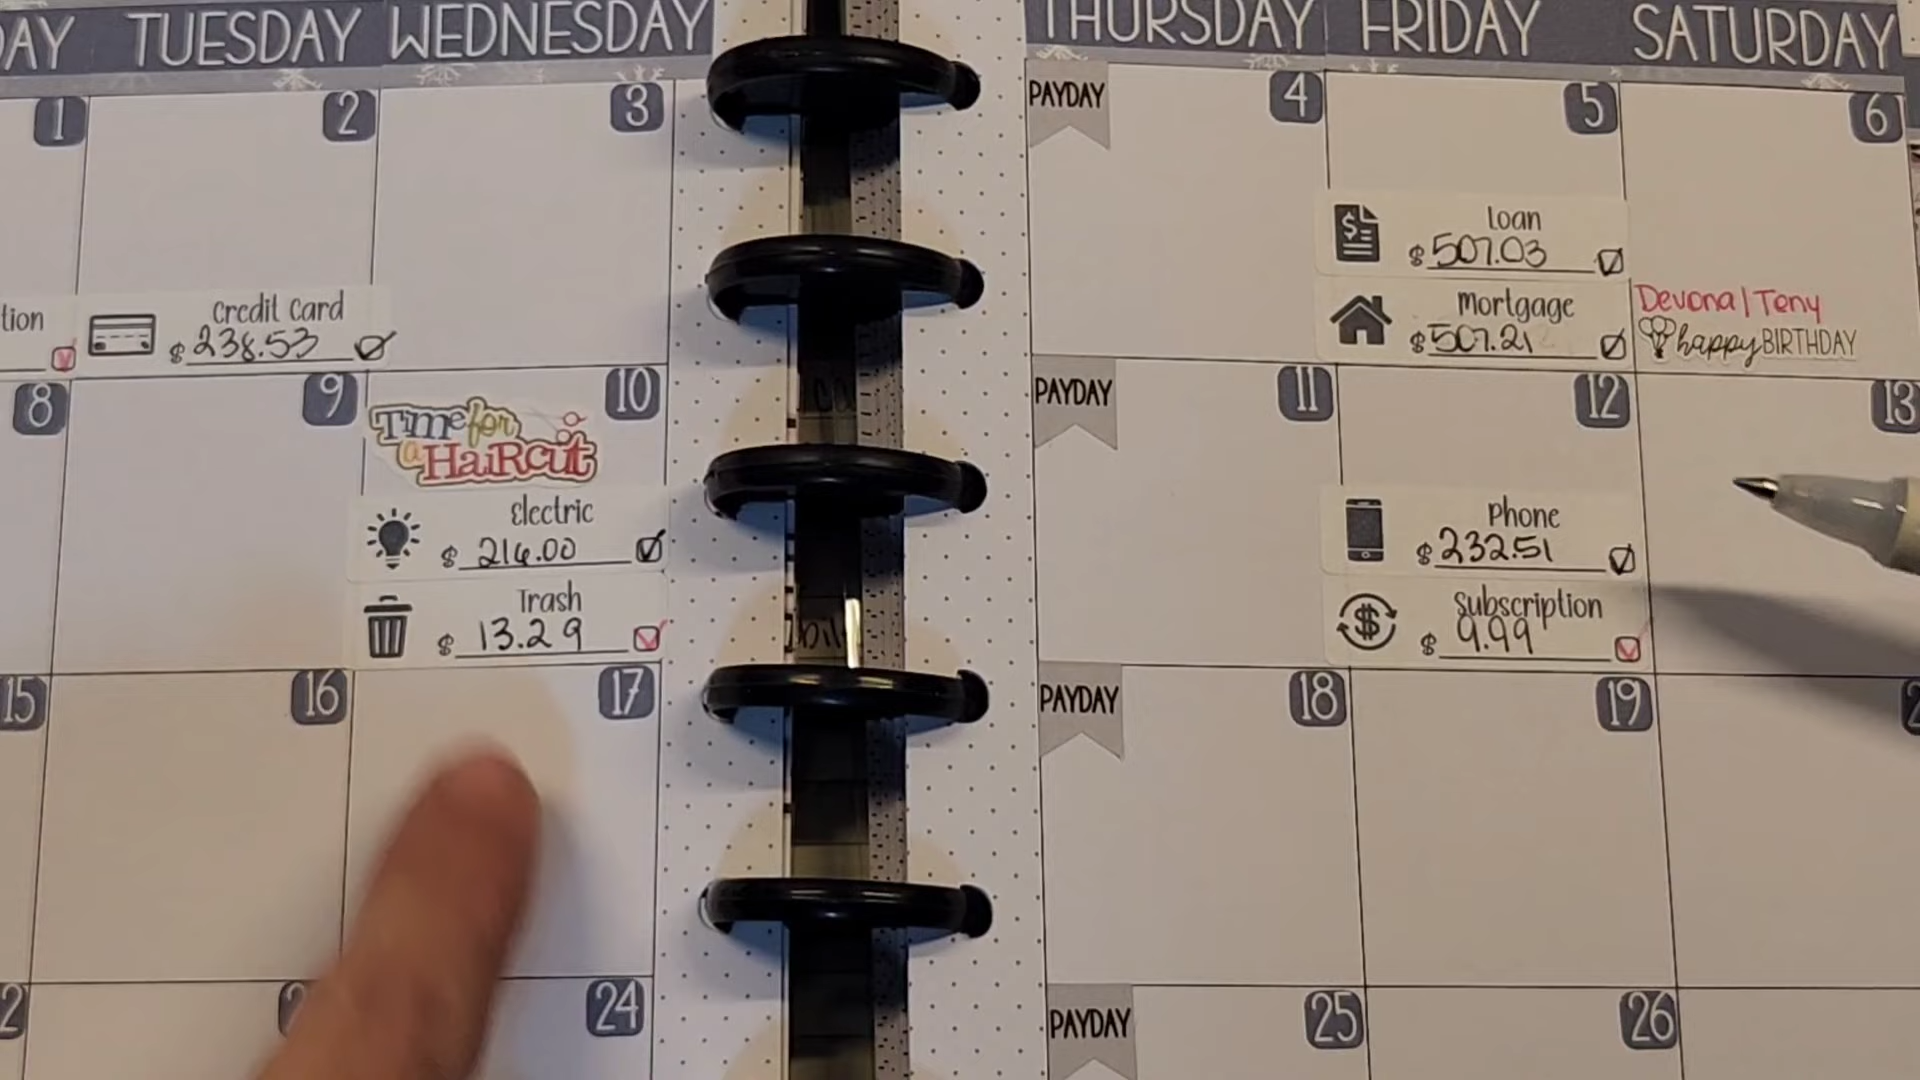 DAY TUESDAY WEDNESDAY THURSDAY FRIDAY SATURDAY
1 2 3 PAYDAY 4 5 6
tion
Credit Card
$ 238.53
Loan
$ 507.03
Mortgage
$ 507.21
Devona/Teny
happy BIRTHDAY
8 9 10 PAYDAY 11 12 13
Time for
a HaiRcut
Electric
$ 216.00
Trash
$ 13.29
Phone
$ 232.51
Subscription
$ 9.99
15 16 17 PAYDAY 18 19
24 PAYDAY 25 26